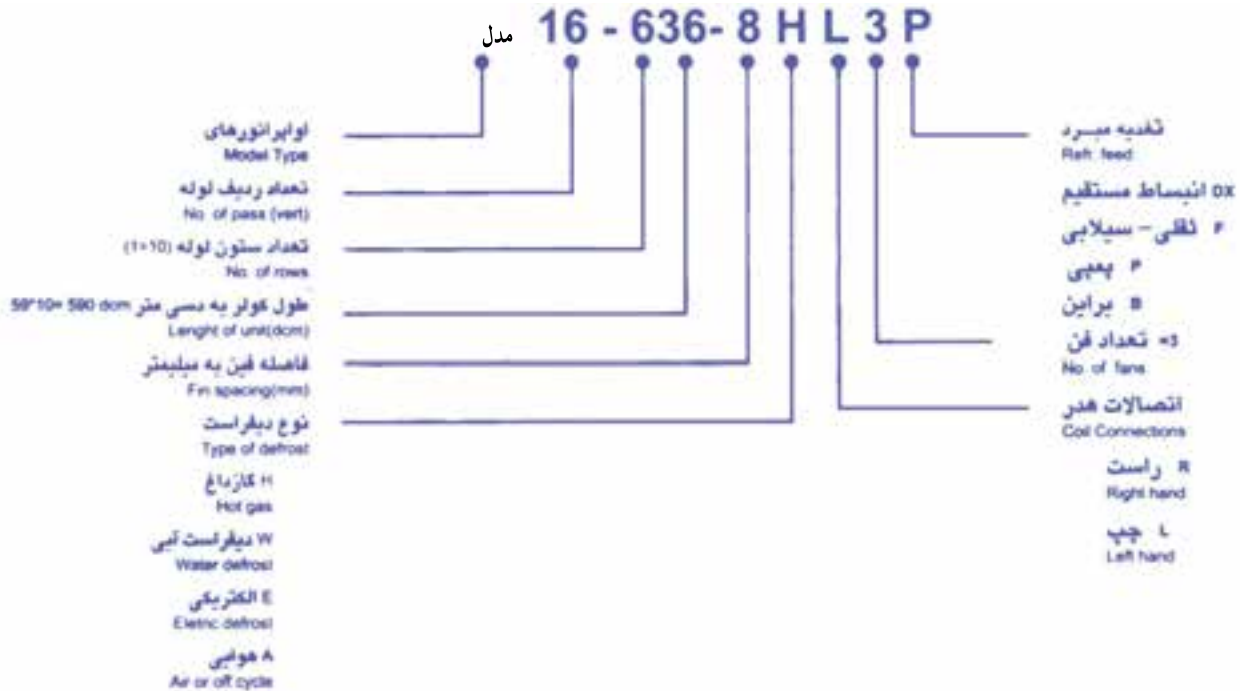 مدل 16 - 636 - 8 H L 3 P
اواپراتورهای
Model Type
تعداد ردیف لوله
No. of pass (vert)
تعداد ستون لوله (10=1)
No. of rows
طول کولر به دسی متر 59*10= 590 dcm
Lenght of unit(dcm)
فاصله فین به میلیمتر
Fin spacing(mm)
نوع دیفراست
Type of defrost
H گازداغ
Hot gas
W دیفراست آبی
Water defrost
E الکتریکی
Eletric defrost
A هوایی
Air or off cycle
تغذیه مبرد
Refr. feed
DX انبساط مستقیم
F ثقلی - سیلابی
P پمپی
B براین
3= تعداد فن
No. of fans
اتصالات هدر
Coil Connections
R راست
Right hand
L چپ
Left hand